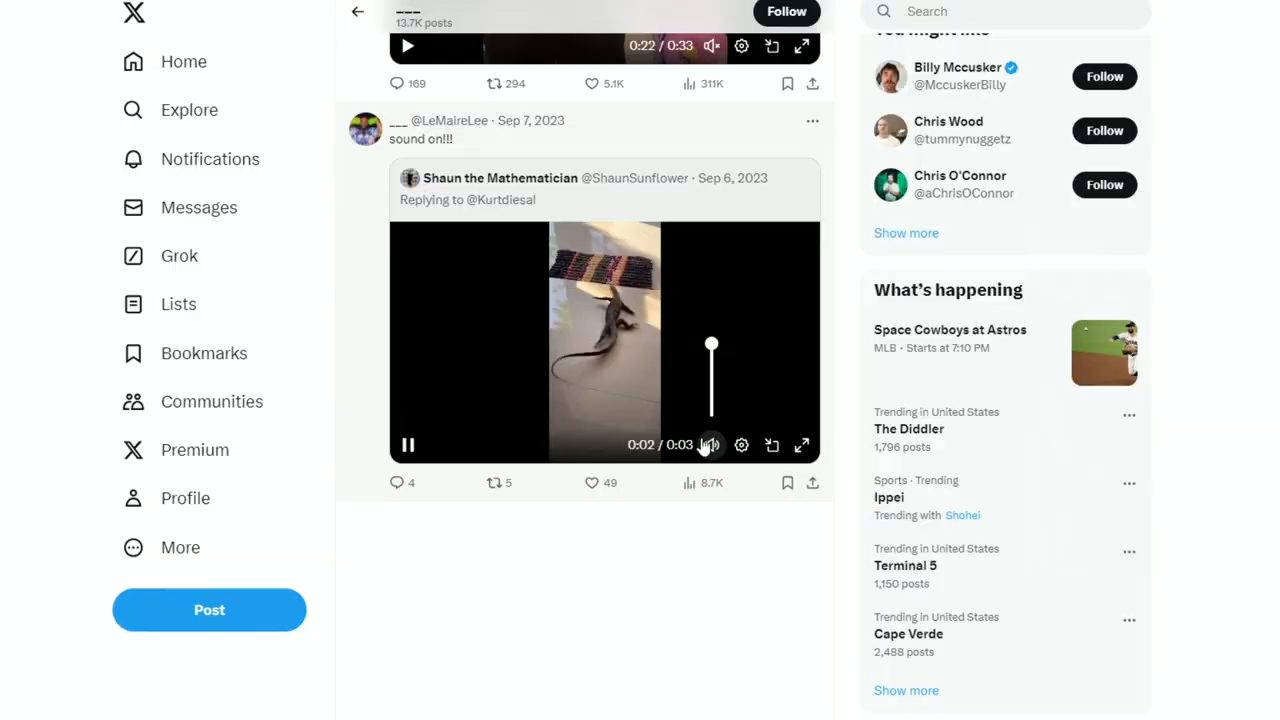 Home
Explore
Notifications
Messages
Grok
Lists
Bookmarks
Communities
Premium
Profile
More
Post
___
13.7K posts
Follow
0:22 / 0:33
169
294
5.1K
311K
___ @LeMaireLee · Sep 7, 2023
sound on!!!
Shaun the Mathematician @ShaunSunflower · Sep 6, 2023
Replying to @Kurtdiesal
0:02 / 0:03
4
5
49
8.7K
Search
You might like
Billy Mccusker
@MccuskerBilly
Follow
Chris Wood
@tummynuggetz
Follow
Chris O'Connor
@aChrisOConnor
Follow
Show more
What's happening
Space Cowboys at Astros
MLB · Starts at 7:10 PM
Trending in United States
The Diddler
1,796 posts
Sports · Trending
Ippei
Trending with Shohei
Trending in United States
Terminal 5
1,150 posts
Trending in United States
Cape Verde
2,488 posts
Show more